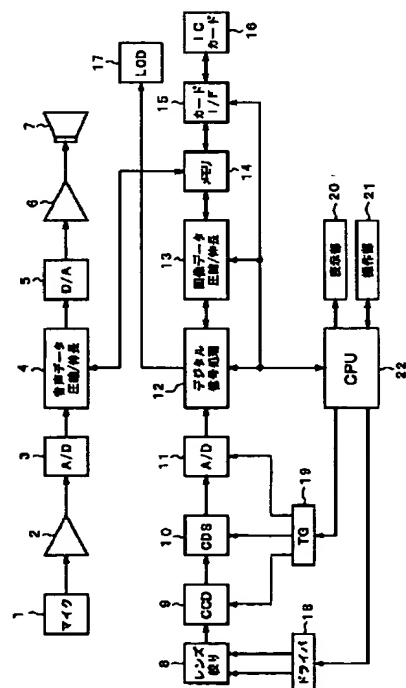 1
マイク
2
3
A/D
4
音声データ
圧縮/伸長
5
D/A
6
7
8
レンズ
絞り
9
CCD
10
CDS
11
A/D
12
デジタル
信号処理
13
画像データ
圧縮/伸長
14
メモリ
15
カード
I/F
16
IC
カード
17
LCD
18
ドライバ
19
TG
20
表示部
21
操作部
22
CPU